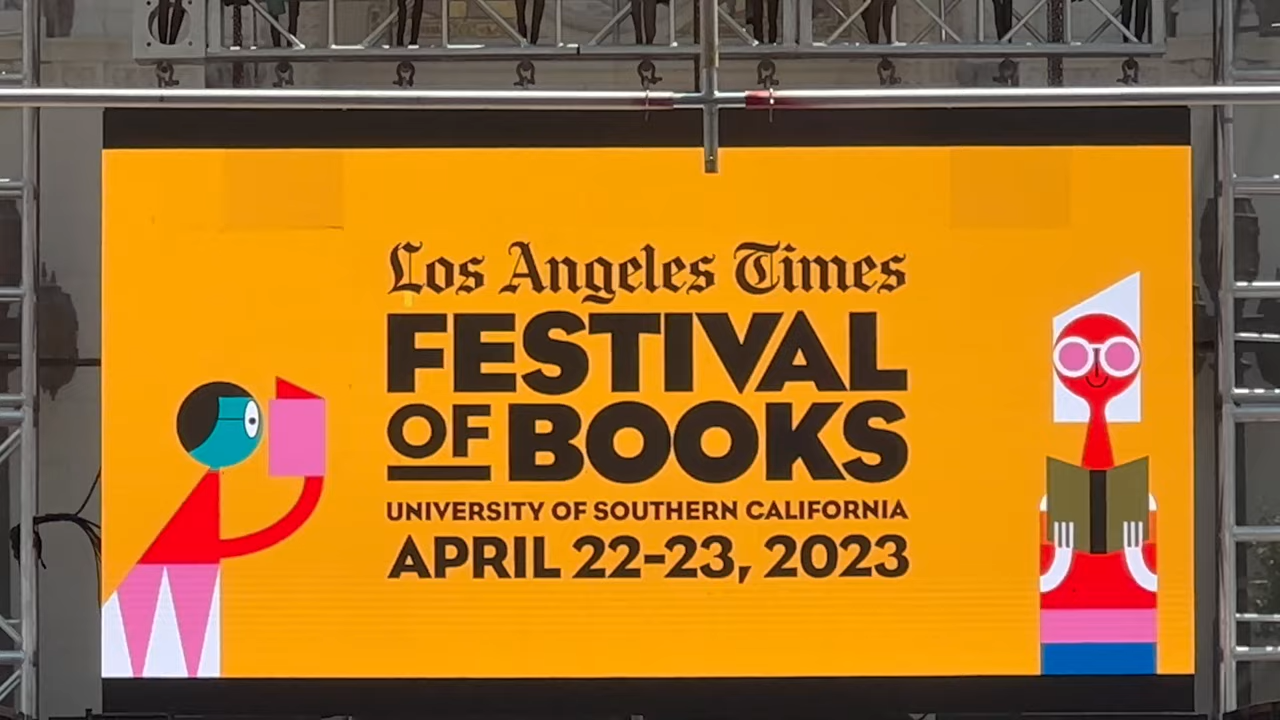 Los Angeles Times
FESTIVAL
OF BOOKS
UNIVERSITY OF SOUTHERN CALIFORNIA
APRIL 22-23, 2023